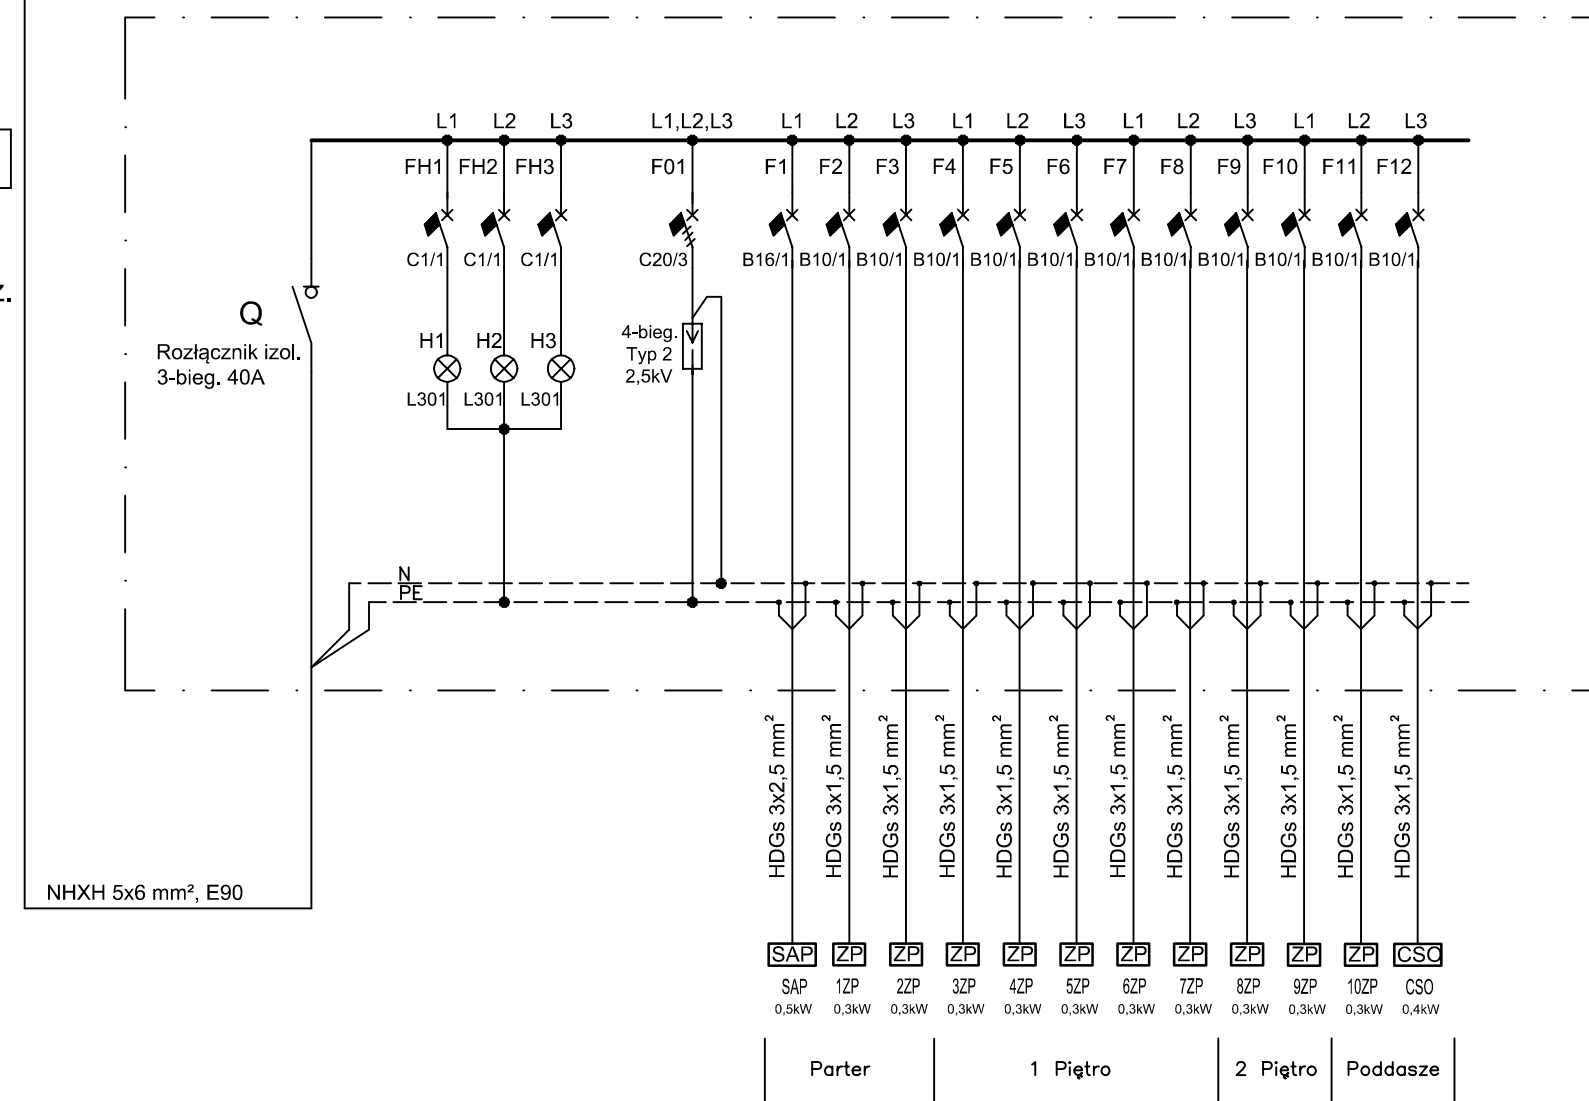 L1 L2 L3 L1,L2,L3 L1 L2 L3 L1 L2 L3 L1 L2 L3 L1 L2 L3
FH1 FH2 FH3 F01 F1 F2 F3 F4 F5 F6 F7 F8 F9 F10 F11 F12
C1/1 C1/1 C1/1 C20/3 B16/1 B10/1 B10/1 B10/1 B10/1 B10/1 B10/1 B10/1 B10/1 B10/1 B10/1 B10/1
Q
Rozłącznik izol.
3-bieg. 40A
H1 H2 H3
L301 L301 L301
4-bieg.
Typ 2
2,5kV
N
PE
HDGs 3x2,5 mm²
HDGs 3x1,5 mm²
HDGs 3x1,5 mm²
HDGs 3x1,5 mm²
HDGs 3x1,5 mm²
HDGs 3x1,5 mm²
HDGs 3x1,5 mm²
HDGs 3x1,5 mm²
HDGs 3x1,5 mm²
HDGs 3x1,5 mm²
HDGs 3x1,5 mm²
HDGs 3x1,5 mm²
NHXH 5x6 mm², E90
SAP ZP ZP ZP ZP ZP ZP ZP ZP ZP ZP CSO
SAP 1ZP 2ZP 3ZP 4ZP 5ZP 6ZP 7ZP 8ZP 9ZP 10ZP CSO
0,5kW 0,3kW 0,3kW 0,3kW 0,3kW 0,3kW 0,3kW 0,3kW 0,3kW 0,3kW 0,3kW 0,4kW
Parter 1 Piętro 2 Piętro Poddasze